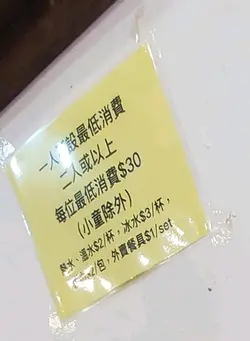 一人 設最低消費
二人或以上
每位最低消費$30
(小童除外)
水：溫水$2/杯，冰水$3/杯，
/包，外賣餐具$1/set